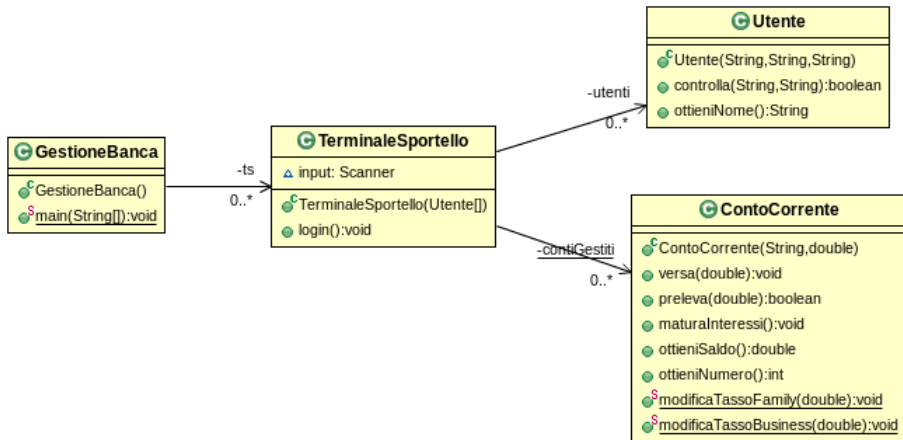 Utente
Utente(String,String,String)
controlla(String,String):boolean
ottieniNome():String
-utenti
0..*
GestioneBanca
GestioneBanca()
main(String[]):void
-ts
0..*
TerminaleSportello
input: Scanner
TerminaleSportello(Utente[])
login():void
-contiGestiti
0..*
ContoCorrente
ContoCorrente(String,double)
versa(double):void
preleva(double):boolean
maturaInteressi():void
ottieniSaldo():double
ottieniNumero():int
modificaTassoFamily(double):void
modificaTassoBusiness(double):void